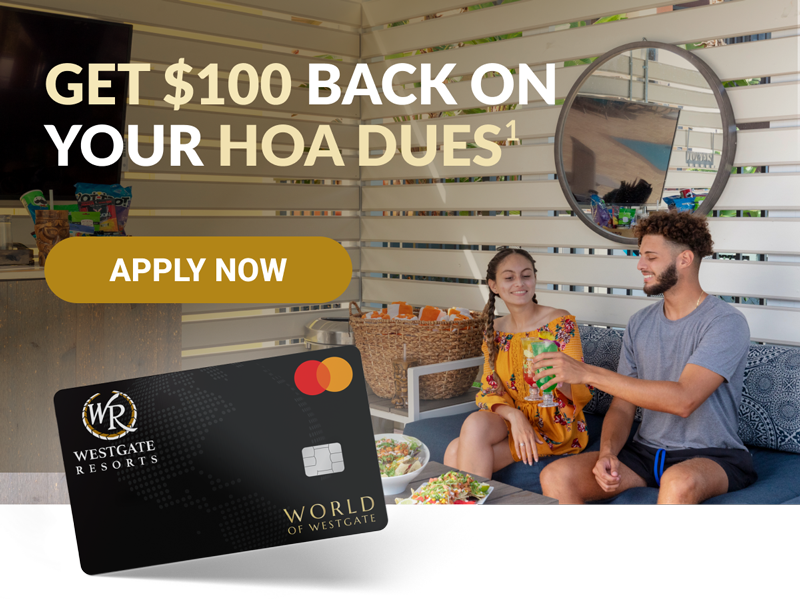 GET $100 BACK ON
YOUR HOA DUES¹
APPLY NOW
WR
WESTGATE
RESORTS
WORLD
OF WESTGATE